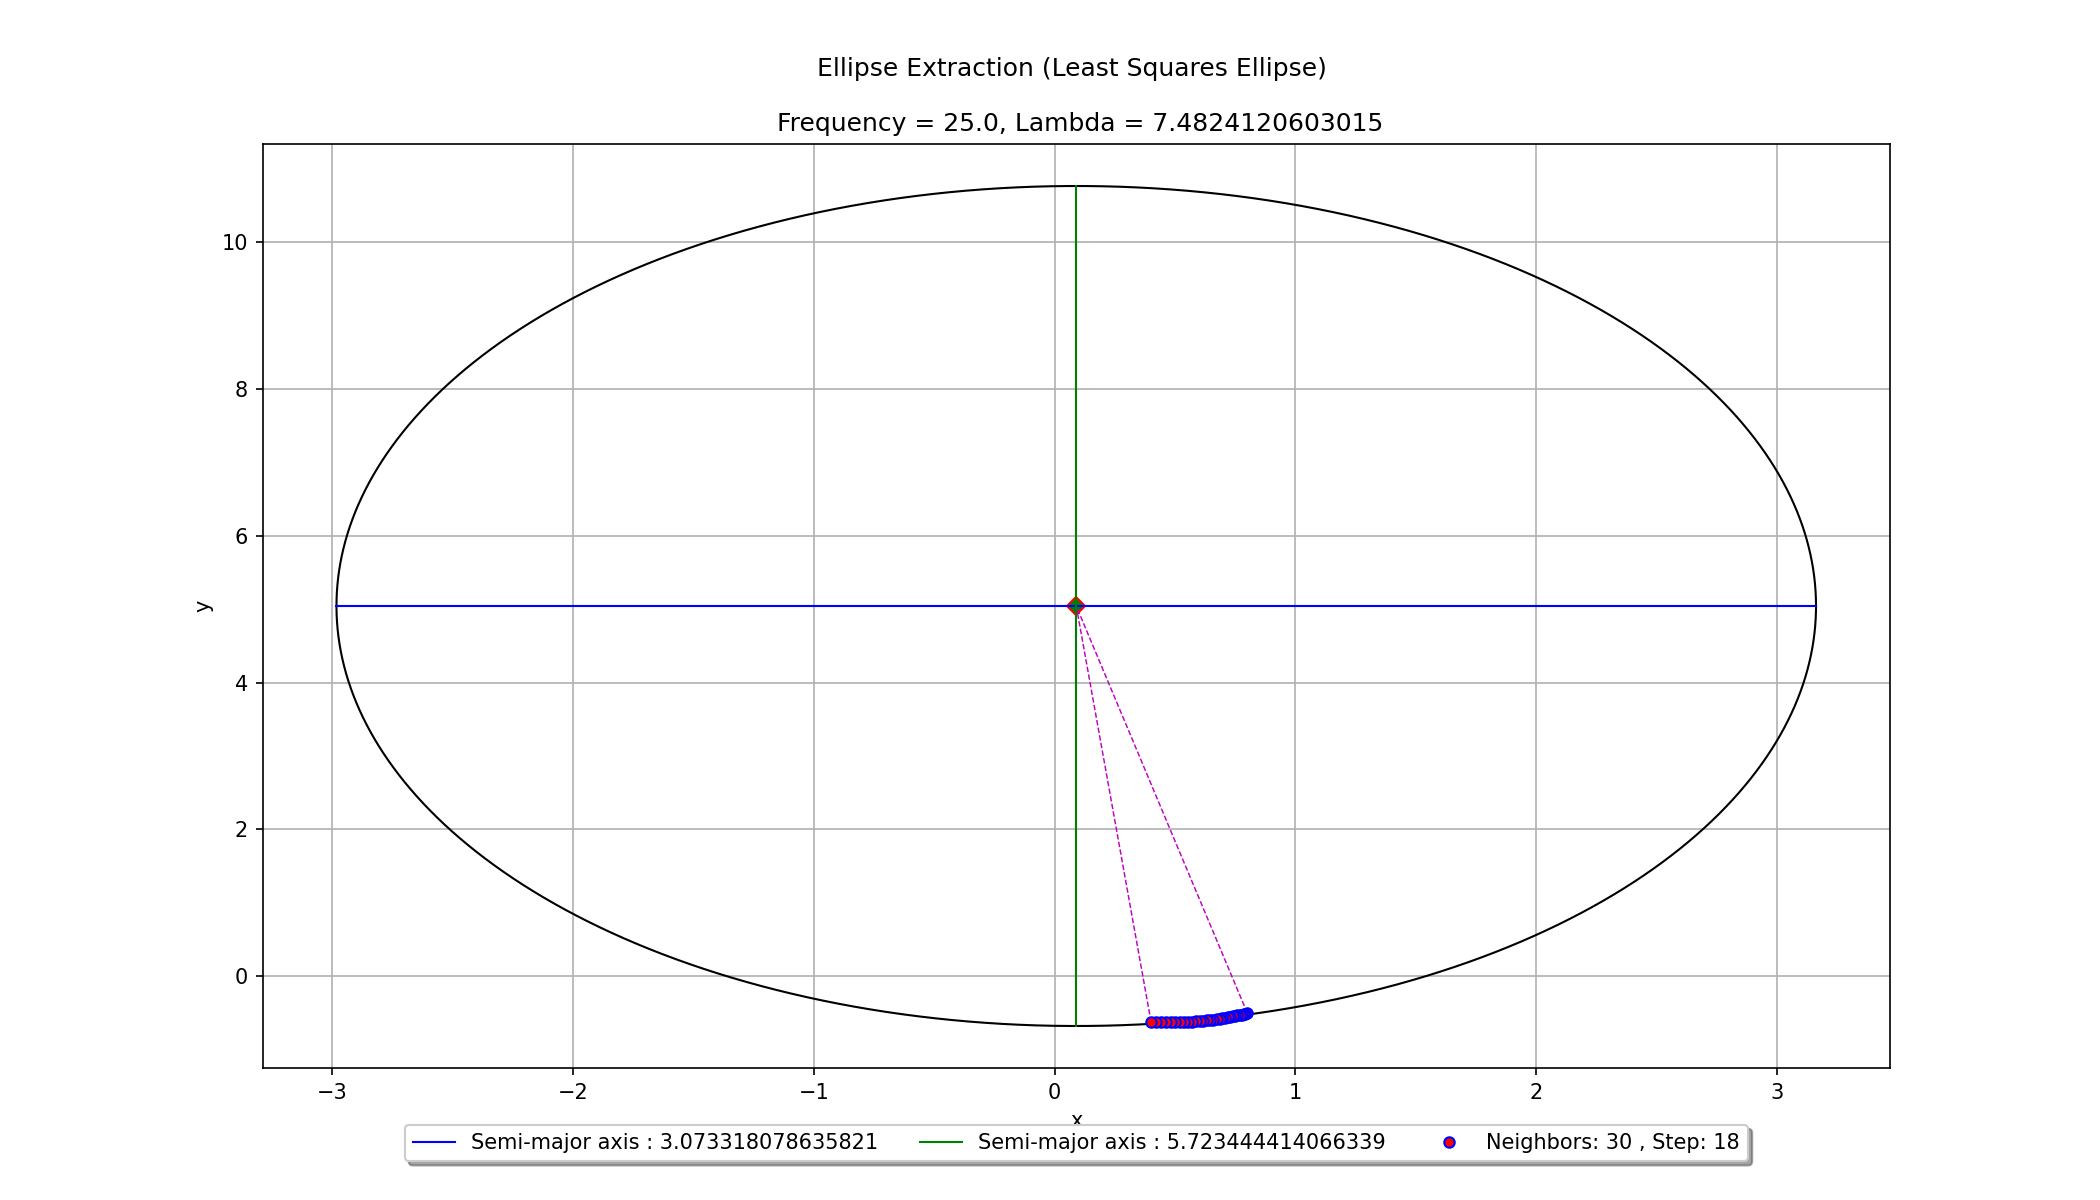 Ellipse Extraction (Least Squares Ellipse)
Frequency = 25.0, Lambda = 7.4824120603015
10
8
6
4
2
0
y
−3 −2 −1 0 1 2 3
x
Semi-major axis : 3.073318078635821 Semi-major axis : 5.723444414066339 Neighbors: 30 , Step: 18